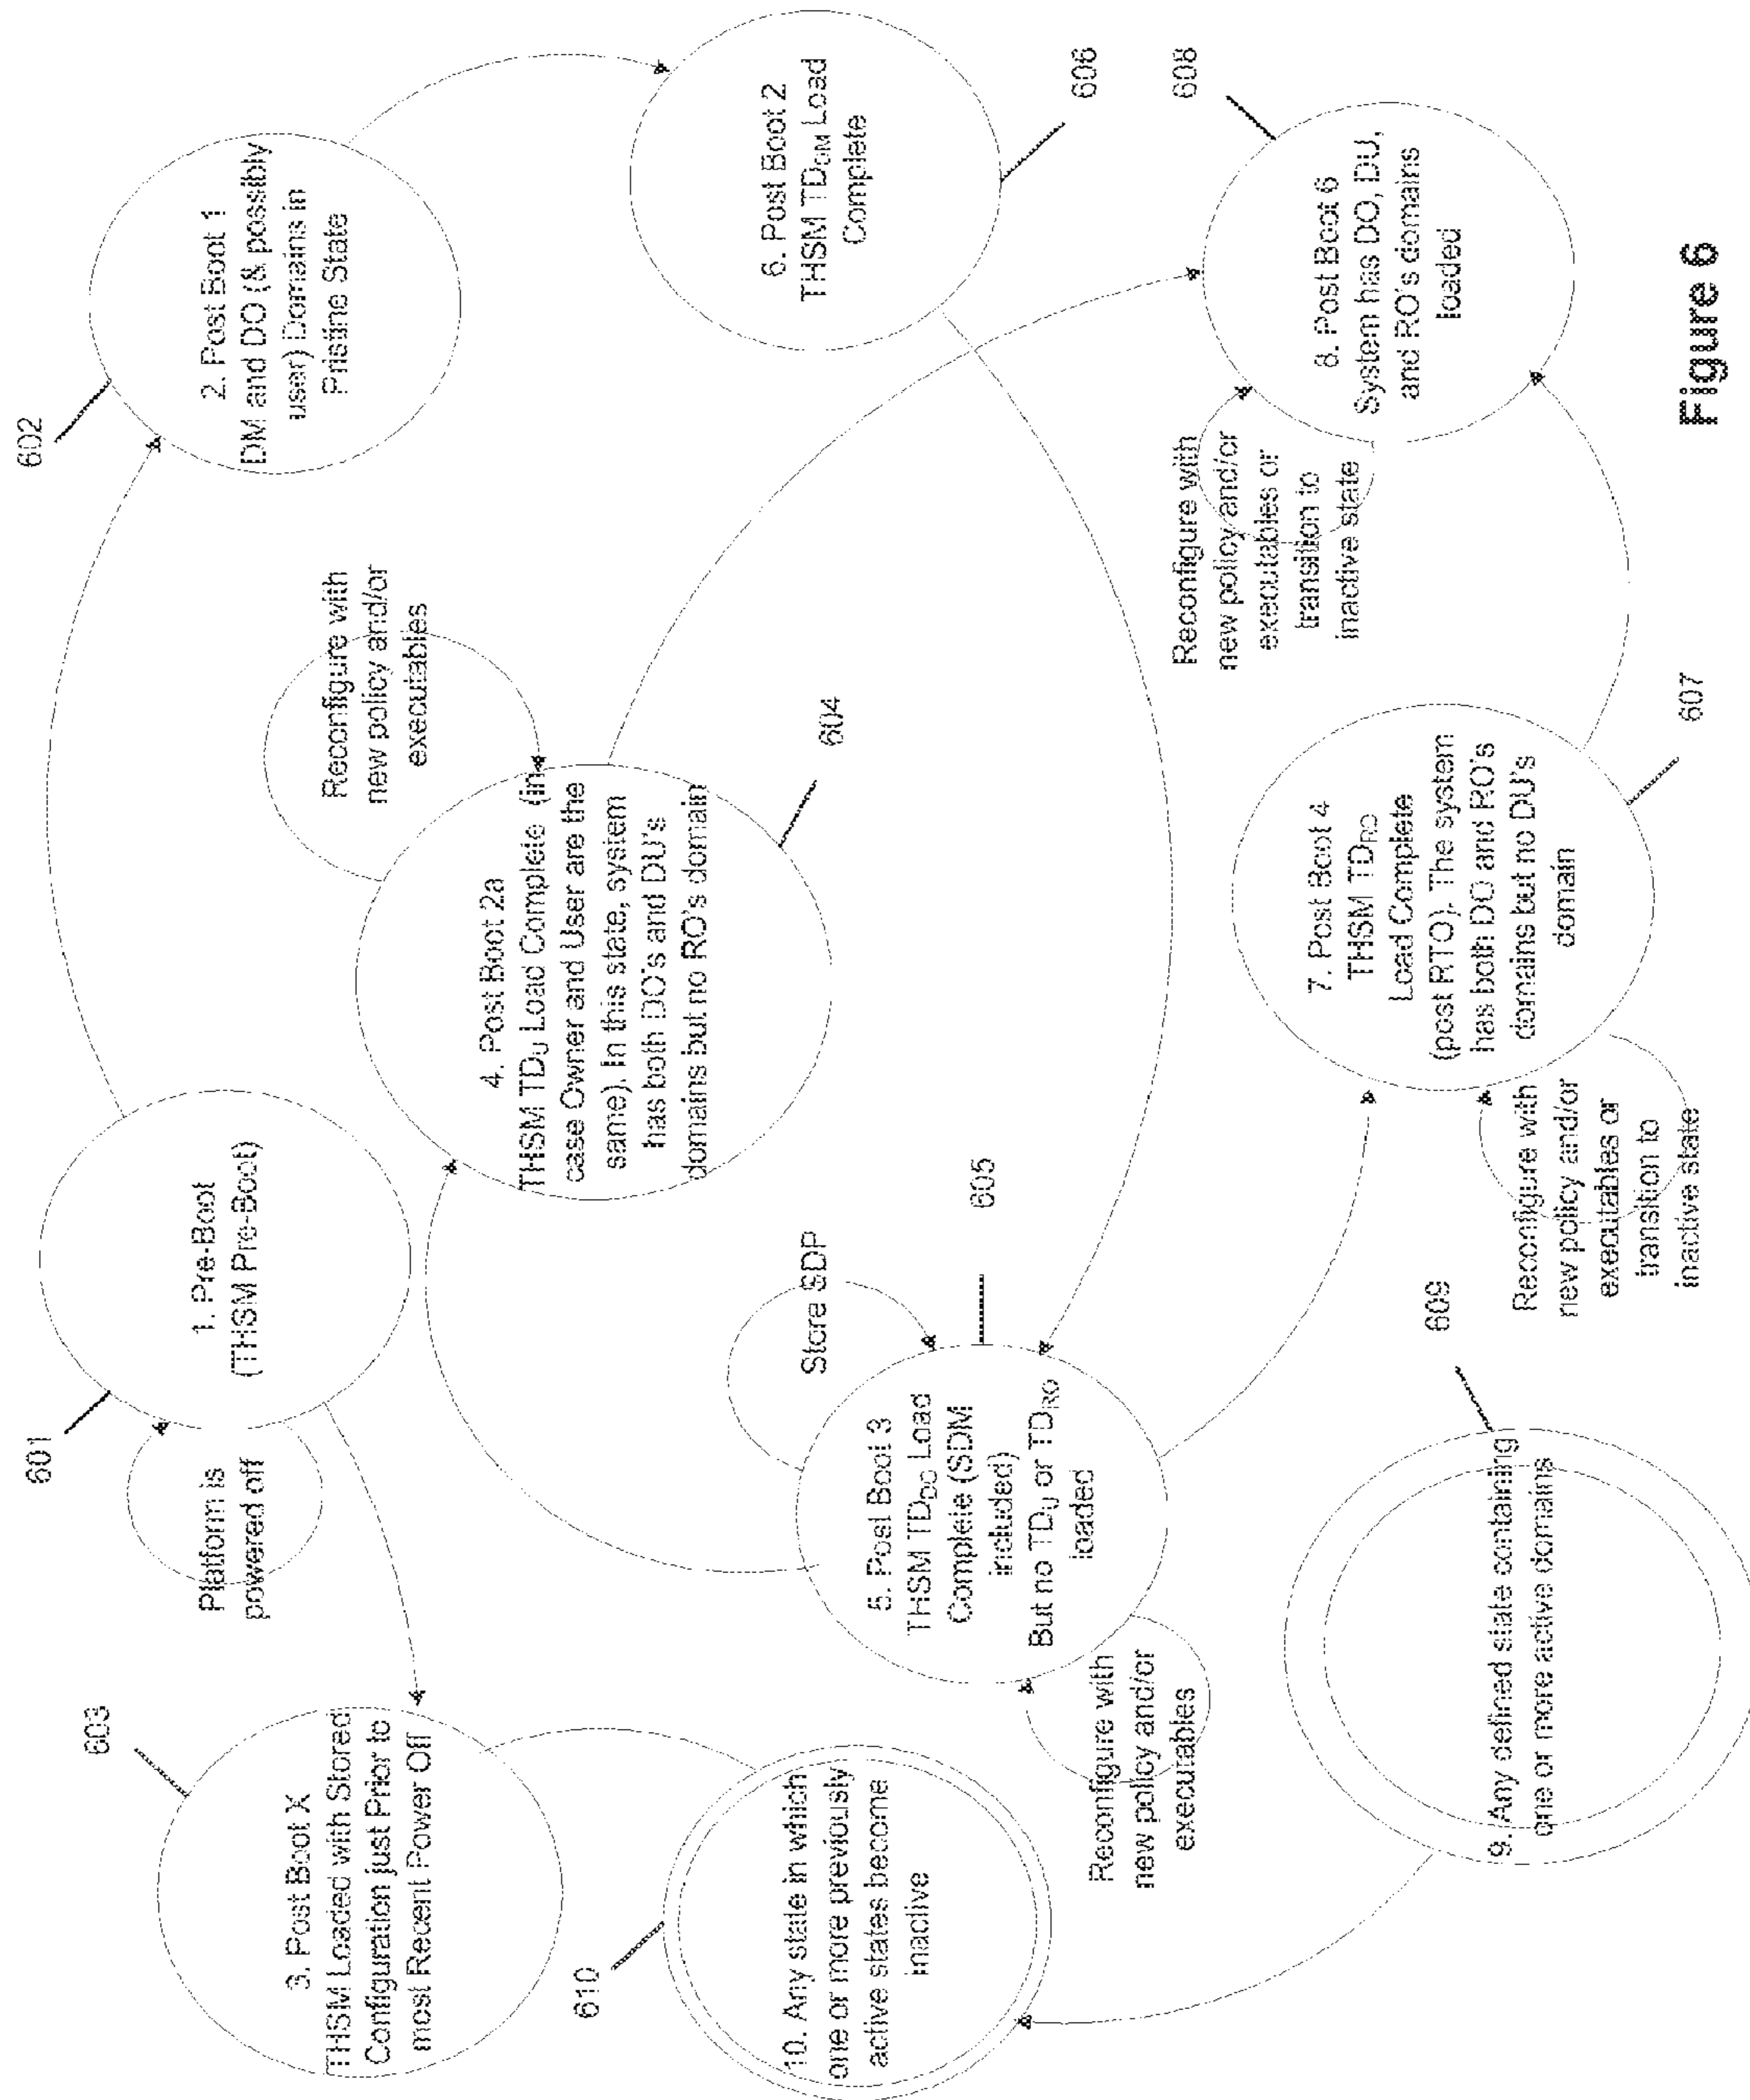 601
Platform is
powered off
1. Pre-Boot
(THSM Pre-Boot)
602
2. Post Boot 1
DM and DO (& possibly
user) Domains in
Pristine State
603
3. Post Boot X
THSM Loaded with Stored
Configuration just Prior to
most Recent Power Off
Reconfigure with
new policy and/or
executables
4. Post Boot 2a
THSM TDU Load Complete (in
case Owner and User are the
same). In this state, system
has both DO's and DU's
domains but no RO's domain
604
6. Post Boot 2
THSM TDDM Load
Complete
606
610
10. Any state in which
one or more previously
active states become
inactive
Store SDP
605
5. Post Boot 3
THSM TDDO Load
Complete (SDM
included)
But no TDU or TDRO
loaded
Reconfigure with
new policy and/or
executables
608
8. Post Boot 6
System has DO, DU,
and RO's domains
loaded
Reconfigure with
new policy and/or
executables or
transition to
inactive state
7. Post Boot 4
THSM TDRO
Load Complete
(post RTO). The system
has both DO and RO's
domains but no DU's
domain
607
Reconfigure with
new policy and/or
executables or
transition to
inactive state
609
9. Any defined state containing
one or more active domains
Figure 6